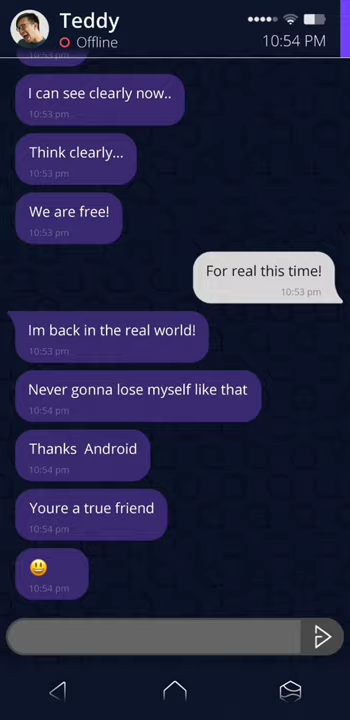 Teddy
Offline
10:54 PM
10:53 pm
I can see clearly now..
10:53 pm
Think clearly...
10:53 pm
We are free!
10:53 pm
For real this time!
10:53 pm
Im back in the real world!
10:53 pm
Never gonna lose myself like that
10:54 pm
Thanks  Android
10:54 pm
Youre a true friend
10:54 pm
😃
10:54 pm